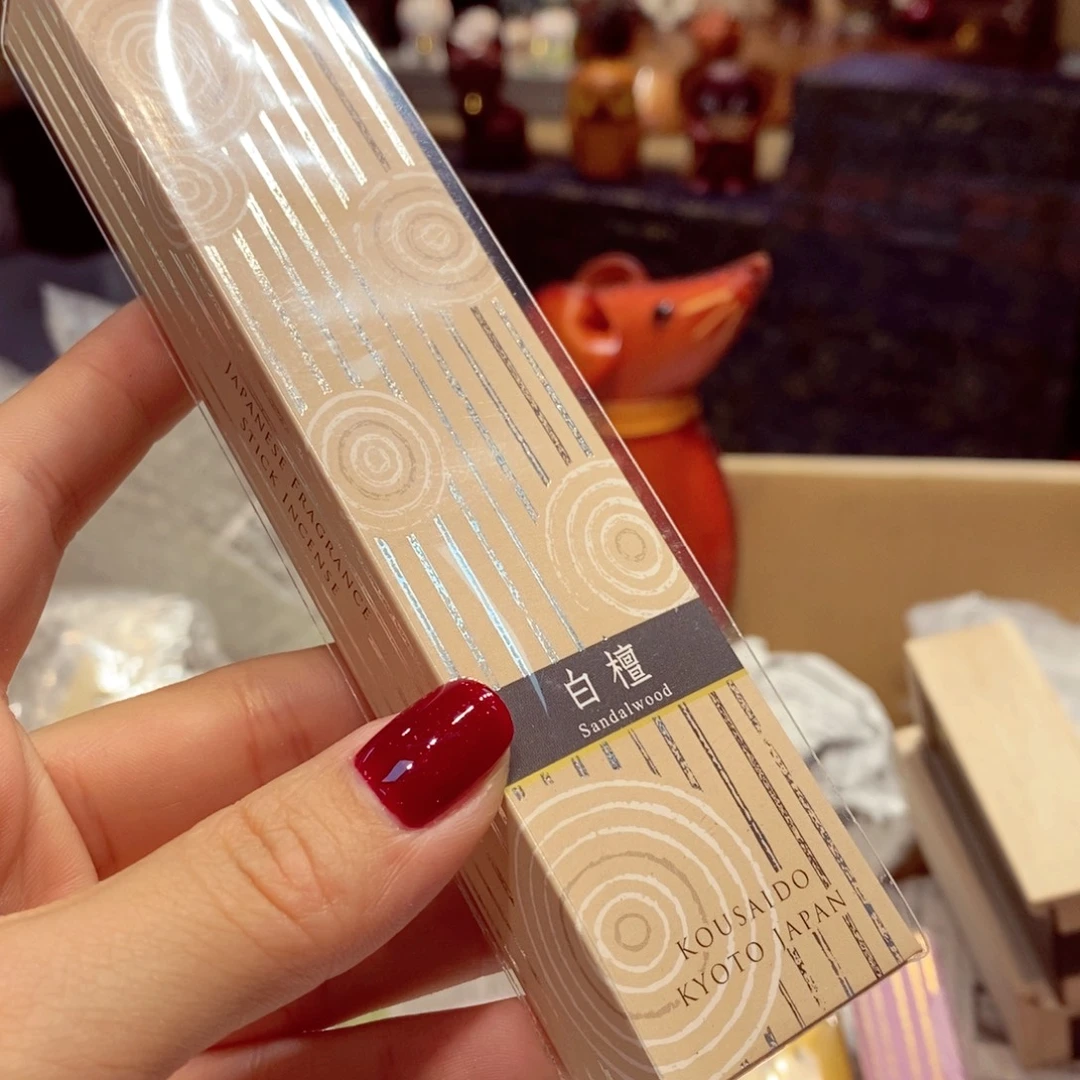 JAPANESE FRAGRANCE
STICK INCENSE
白檀
Sandalwood
KOUSAIDO
KYOTO JAPAN